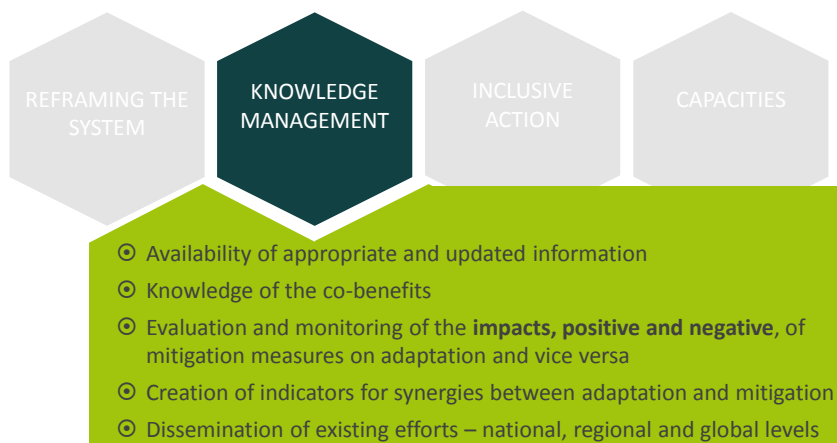 REFRAMING THE
SYSTEM
KNOWLEDGE
MANAGEMENT
INCLUSIVE
ACTION
CAPACITIES
Availability of appropriate and updated information
Knowledge of the co-benefits
Evaluation and monitoring of the impacts, positive and negative, of
mitigation measures on adaptation and vice versa
Creation of indicators for synergies between adaptation and mitigation
Dissemination of existing efforts – national, regional and global levels